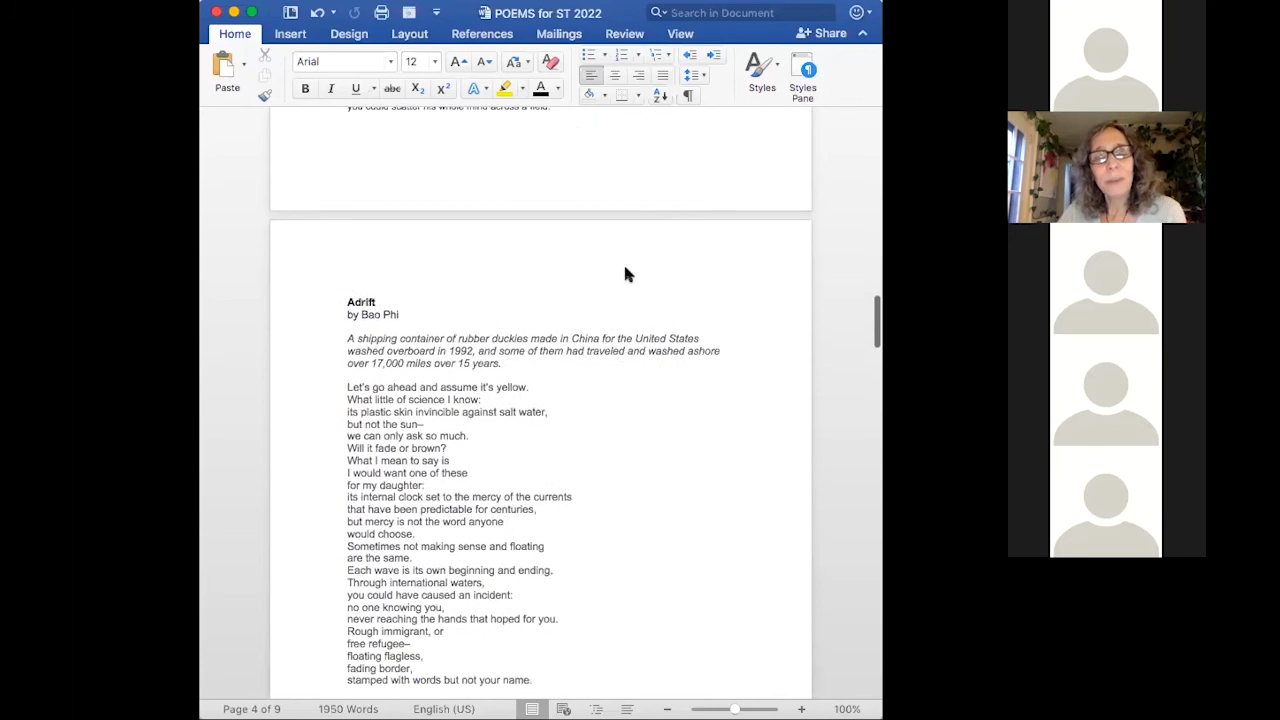 POEMS for ST 2022
Search in Document
Home Insert Design Layout References Mailings Review View Share
Paste
Arial 12
Styles
Styles Pane
you could scatter his whole mind across a field.
Adrift
by Bao Phi
A shipping container of rubber duckies made in China for the United States
washed overboard in 1992, and some of them had traveled and washed ashore
over 17,000 miles over 15 years.
Let's go ahead and assume it's yellow.
What little of science I know:
its plastic skin invincible against salt water,
but not the sun–
we can only ask so much.
Will it fade or brown?
What I mean to say is
I would want one of these
for my daughter:
its internal clock set to the mercy of the currents
that have been predictable for centuries,
but mercy is not the word anyone
would choose.
Sometimes not making sense and floating
are the same.
Each wave is its own beginning and ending.
Through international waters,
you could have caused an incident:
no one knowing you,
never reaching the hands that hoped for you.
Rough immigrant, or
free refugee–
floating flagless,
fading border,
stamped with words but not your name.
Page 4 of 9 1950 Words English (US) 100%